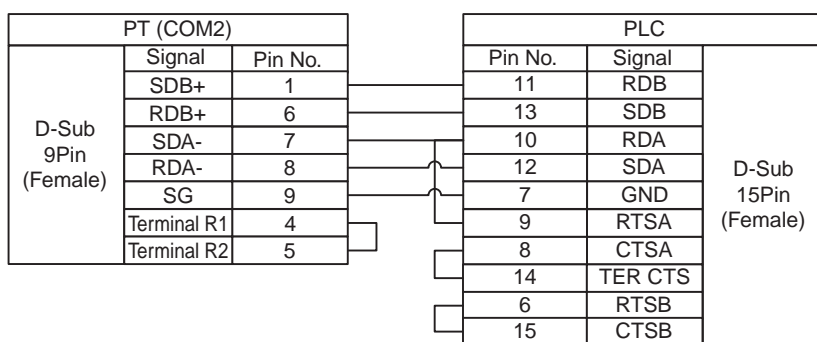 PT (COM2) PLC
Signal Pin No. Pin No. Signal
SDB+ 1 11 RDB
RDB+ 6 13 SDB
D-Sub
9Pin
(Female)
SDA- 7 10 RDA
RDA- 8 12 SDA
D-Sub
15Pin
(Female)
SG 9 7 GND
Terminal R1 4 9 RTSA
Terminal R2 5 8 CTSA
14 TER CTS
6 RTSB
15 CTSB